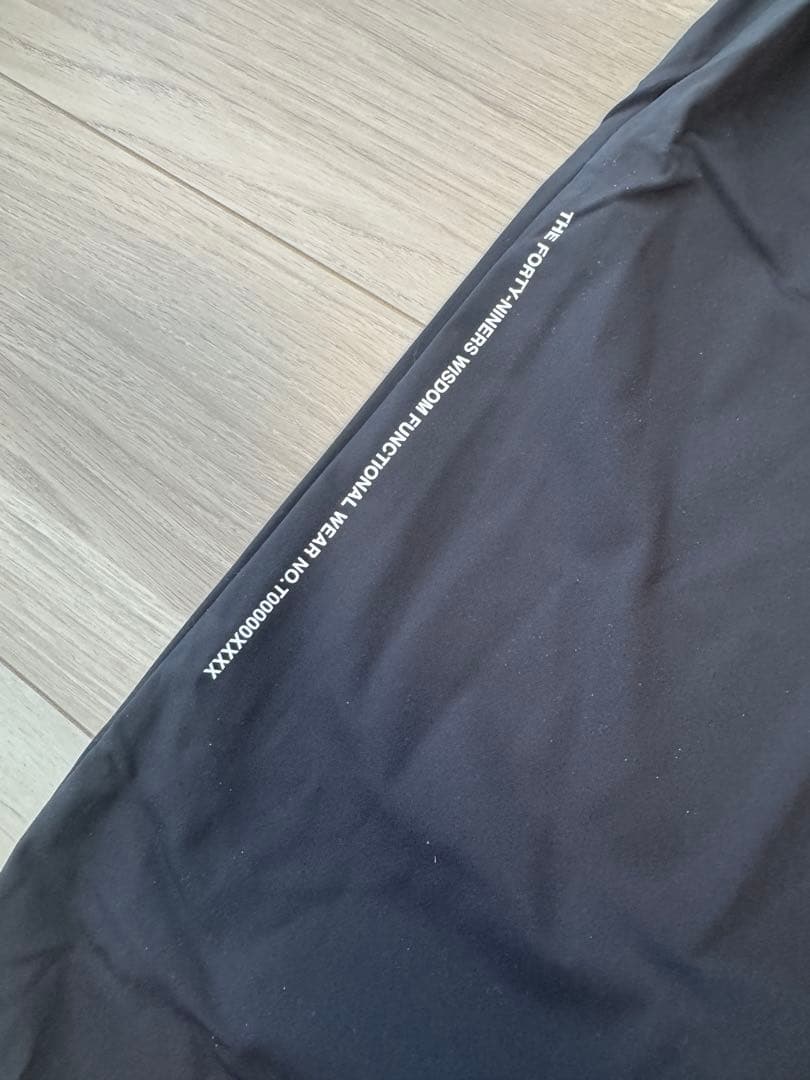 THE FORTY-NINERS WISDOM FUNCTIONAL WEAR NO.T00000XXXX